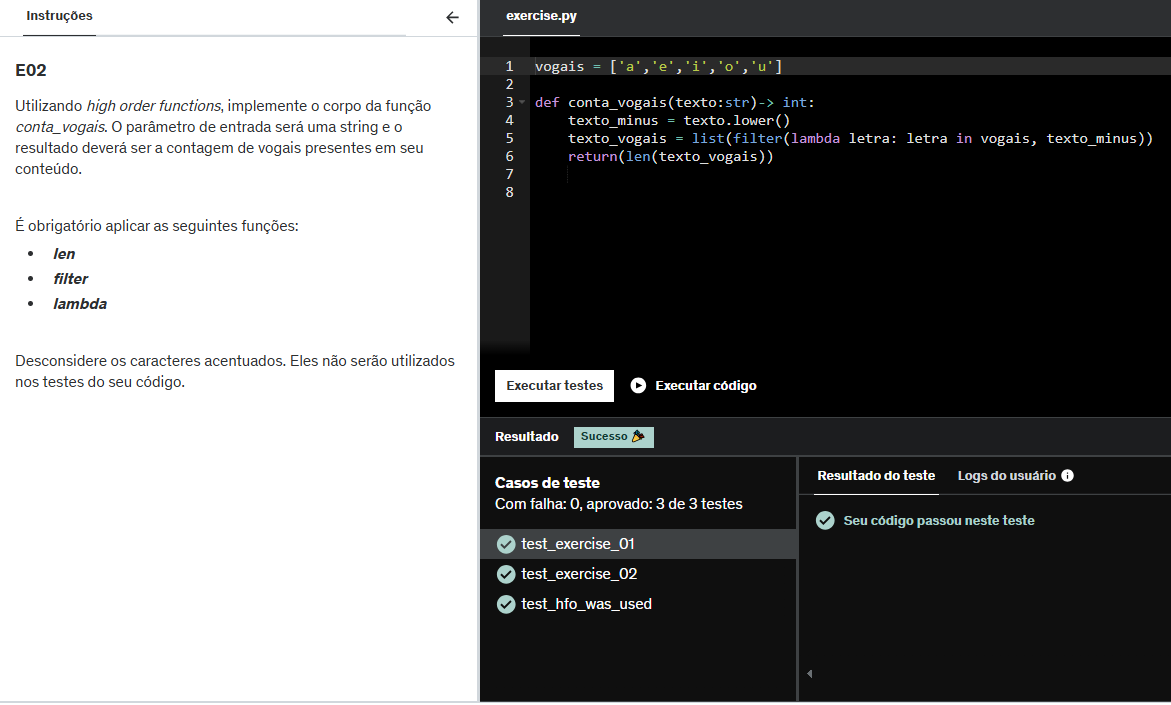 Instruções
E02
Utilizando high order functions, implemente o corpo da função
conta_vogais. O parâmetro de entrada será uma string e o
resultado deverá ser a contagem de vogais presentes em seu
conteúdo.
É obrigatório aplicar as seguintes funções:
• len
• filter
• lambda
Desconsidere os caracteres acentuados. Eles não serão utilizados
nos testes do seu código.
exercise.py
1 vogais = ['a','e','i','o','u']
2
3 def conta_vogais(texto:str)-> int:
4     texto_minus = texto.lower()
5     texto_vogais = list(filter(lambda letra: letra in vogais, texto_minus))
6     return(len(texto_vogais))
7
8
Executar testes Executar código
Resultado Sucesso
Casos de teste
Com falha: 0, aprovado: 3 de 3 testes
test_exercise_01
test_exercise_02
test_hfo_was_used
Resultado do teste Logs do usuário
Seu código passou neste teste